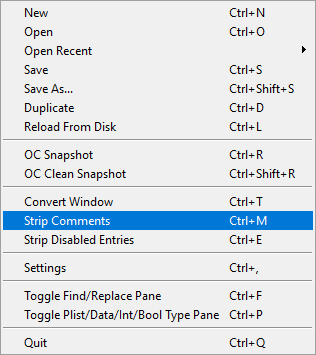 New Ctrl+N
Open Ctrl+O
Open Recent
Save Ctrl+S
Save As... Ctrl+Shift+S
Duplicate Ctrl+D
Reload From Disk Ctrl+L
OC Snapshot Ctrl+R
OC Clean Snapshot Ctrl+Shift+R
Convert Window Ctrl+T
Strip Comments Ctrl+M
Strip Disabled Entries Ctrl+E
Settings Ctrl+,
Toggle Find/Replace Pane Ctrl+F
Toggle Plist/Data/Int/Bool Type Pane Ctrl+P
Quit Ctrl+Q